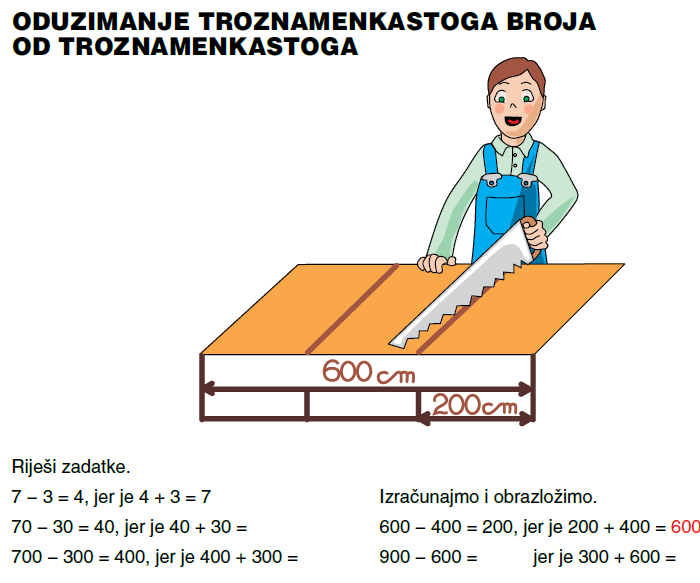 ODUZIMANJE TROZNAMENKASTOGA BROJA
OD TROZNAMENKASTOGA
600 cm
200 cm
Riješi zadatke.
7 − 3 = 4, jer je 4 + 3 = 7
70 − 30 = 40, jer je 40 + 30 =
700 − 300 = 400, jer je 400 + 300 =
Izračunajmo i obrazložimo.
600 − 400 = 200, jer je 200 + 400 = 600
900 − 600 = jer je 300 + 600 =